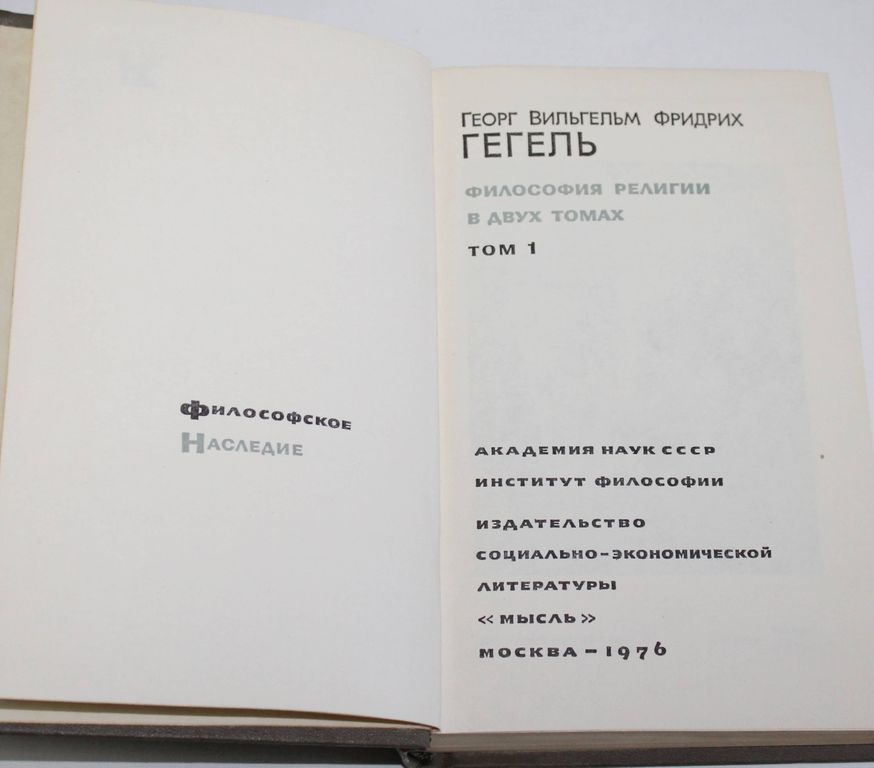 Философское
Наследие
Георг Вильгельм Фридрих
ГЕГЕЛЬ
ФИЛОСОФИЯ РЕЛИГИИ
В ДВУХ ТОМАХ
ТОМ 1
АКАДЕМИЯ НАУК СССР
ИНСТИТУТ ФИЛОСОФИИ
ИЗДАТЕЛЬСТВО
СОЦИАЛЬНО-ЭКОНОМИЧЕСКОЙ
ЛИТЕРАТУРЫ
«МЫСЛЬ»
МОСКВА – 1976